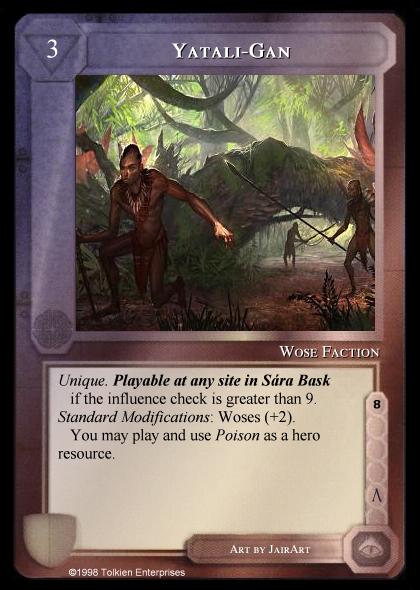 3
Yatali-Gan
Wose Faction
Unique. Playable at any site in Sára Bask
if the influence check is greater than 9.
Standard Modifications: Woses (+2).
You may play and use Poison as a hero
resource.
8
Art by JairArt
©1998 Tolkien Enterprises